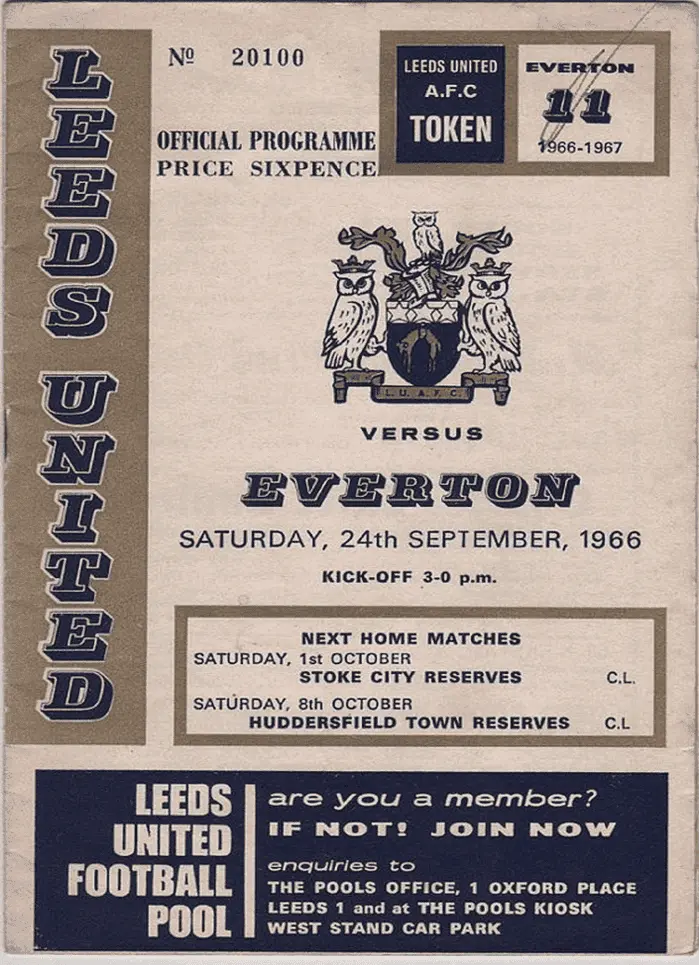 LEEDS UNITED
Nº 20100
OFFICIAL PROGRAMME
PRICE SIXPENCE
LEEDS UNITED
A.F.C
TOKEN
EVERTON
11
1966-1967
L.U.A.F.C.
VERSUS
EVERTON
SATURDAY, 24th SEPTEMBER, 1966
KICK-OFF 3-0 p.m.
NEXT HOME MATCHES
SATURDAY, 1st OCTOBER
STOKE CITY RESERVES C.L.
SATURDAY, 8th OCTOBER
HUDDERSFIELD TOWN RESERVES C.L
LEEDS
UNITED
FOOTBALL
POOL
are you a member?
IF NOT! JOIN NOW
enquiries to
THE POOLS OFFICE, 1 OXFORD PLACE
LEEDS 1 and at THE POOLS KIOSK
WEST STAND CAR PARK